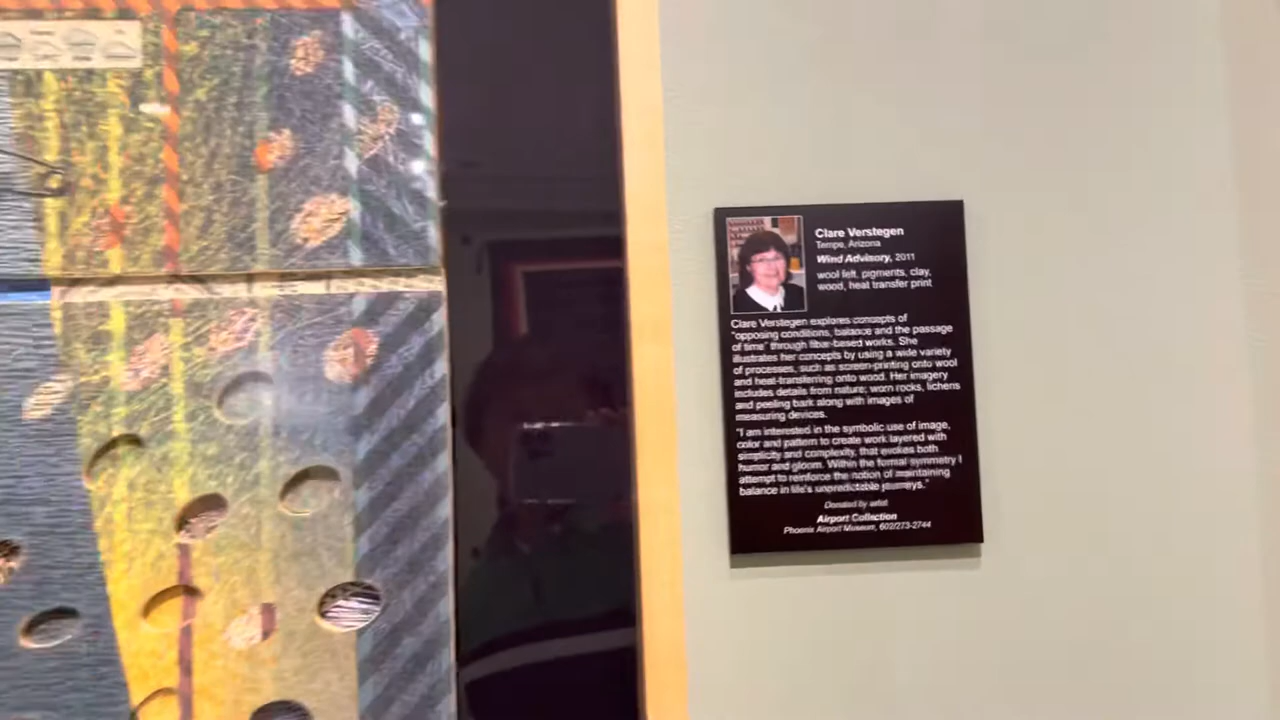 Clare Verstegen
Tempe, Arizona
Wind Advisory, 2011
wool felt, pigments, clay,
wood, heat transfer print
Clare Verstegen explores concepts of
"opposing conditions, balance and the passage
of time" through fiber-based works. She
illustrates her concepts by using a wide variety
of processes, such as screen-printing onto wool
and heat-transferring onto wood. Her imagery
includes details from nature; worn rocks, lichens
and peeling bark along with images of
measuring devices.
"I am interested in the symbolic use of image,
color and pattern to create work layered with
simplicity and complexity, that evokes both
humor and gloom. Within the formal symmetry I
attempt to reinforce the notion of maintaining
balance in life's unpredictable journeys."
Donated by artist
Airport Collection
Phoenix Airport Museum, 602/273-2744